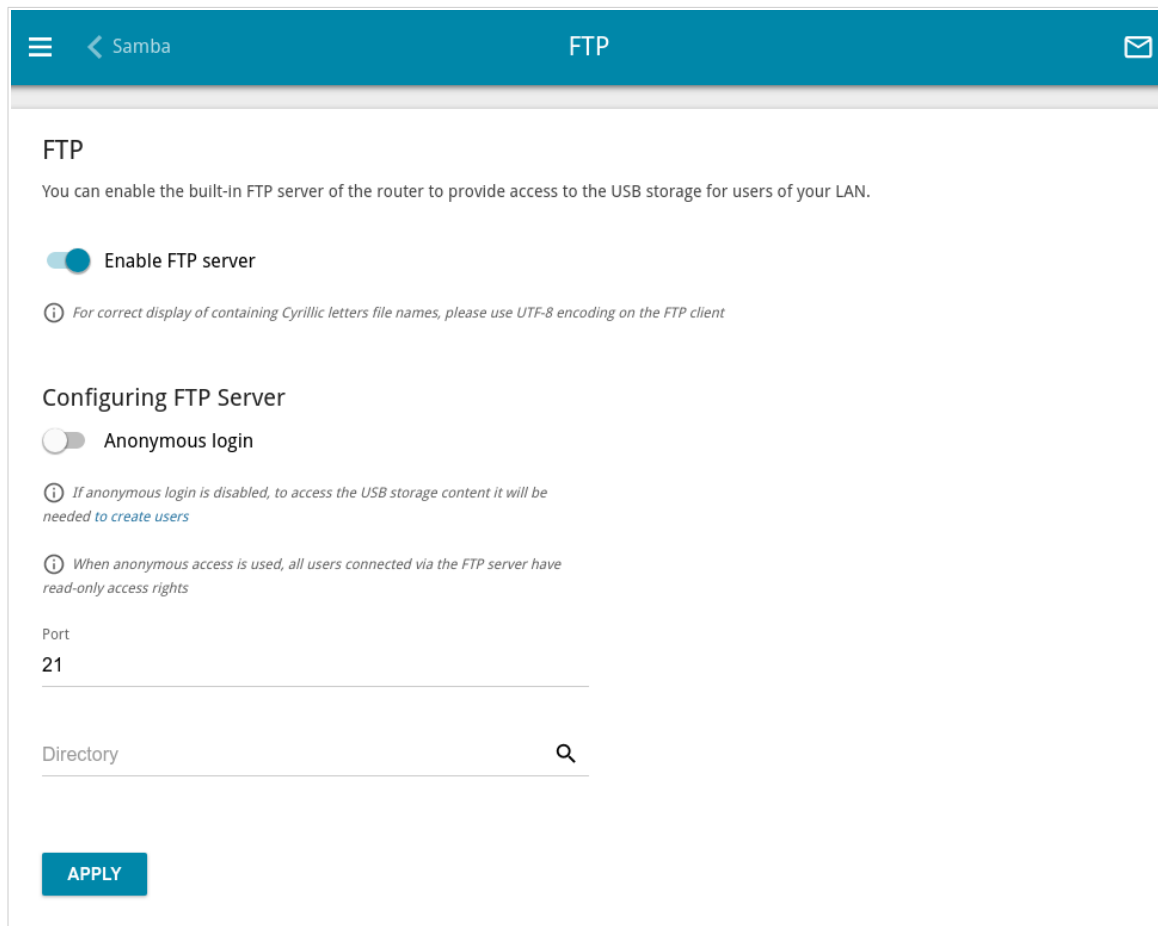 Samba
FTP
FTP
You can enable the built-in FTP server of the router to provide access to the USB storage for users of your LAN.
Enable FTP server
For correct display of containing Cyrillic letters file names, please use UTF-8 encoding on the FTP client
Configuring FTP Server
Anonymous login
If anonymous login is disabled, to access the USB storage content it will be
needed to create users
When anonymous access is used, all users connected via the FTP server have
read-only access rights
Port
21
Directory
APPLY